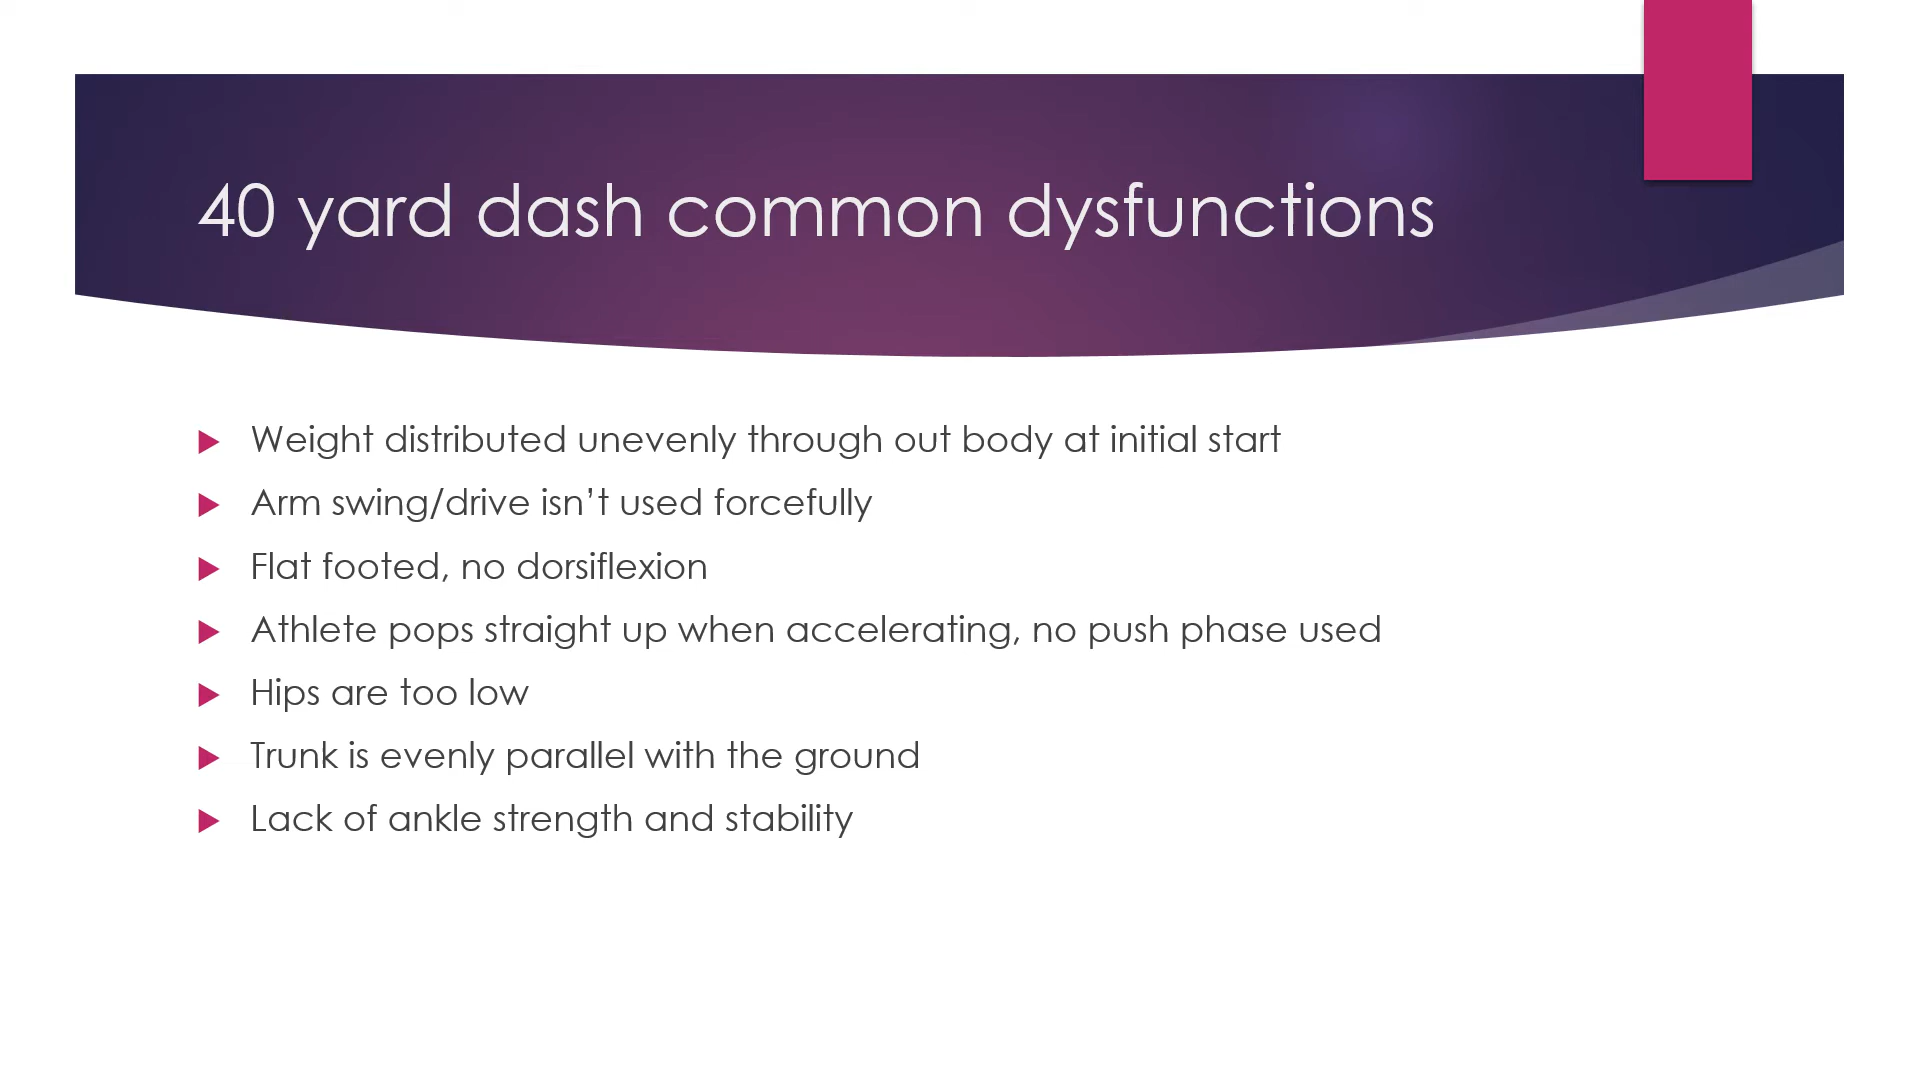 40 yard dash common dysfunctions
Weight distributed unevenly through out body at initial start
Arm swing/drive isn’t used forcefully
Flat footed, no dorsiflexion
Athlete pops straight up when accelerating, no push phase used
Hips are too low
Trunk is evenly parallel with the ground
Lack of ankle strength and stability